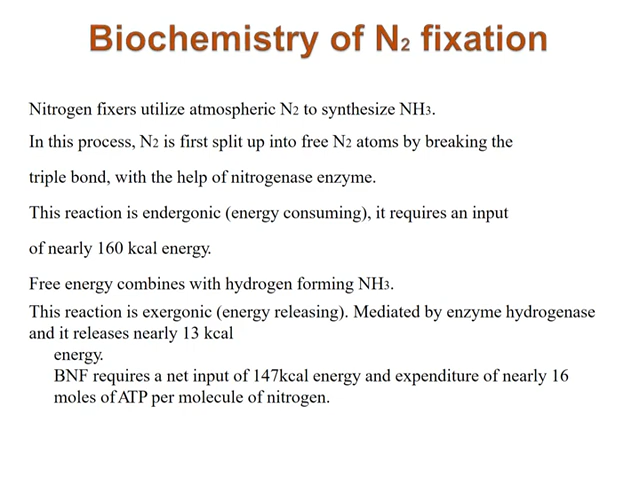 Biochemistry of N₂ fixation
Nitrogen fixers utilize atmospheric N2 to synthesize NH3.
In this process, N2 is first split up into free N2 atoms by breaking the
triple bond, with the help of nitrogenase enzyme.
This reaction is endergonic (energy consuming), it requires an input
of nearly 160 kcal energy.
Free energy combines with hydrogen forming NH3.
This reaction is exergonic (energy releasing). Mediated by enzyme hydrogenase
and it releases nearly 13 kcal
energy.
BNF requires a net input of 147kcal energy and expenditure of nearly 16
moles of ATP per molecule of nitrogen.